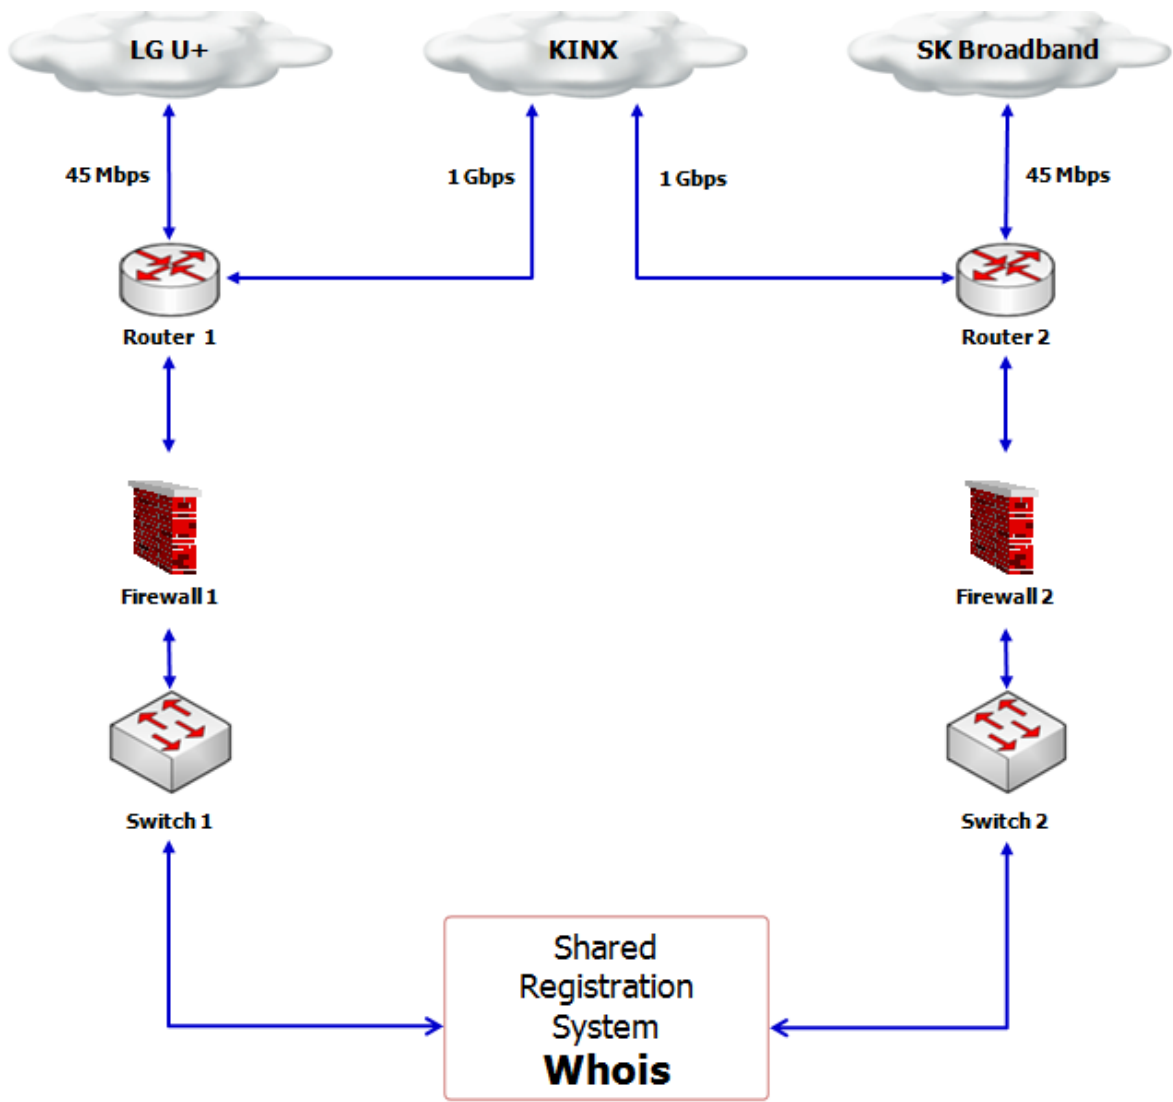 LG U+
KINX
SK Broadband
45 Mbps
1 Gbps
1 Gbps
45 Mbps
Router 1
Router 2
Firewall 1
Firewall 2
Switch 1
Switch 2
Shared
Registration
System
Whois